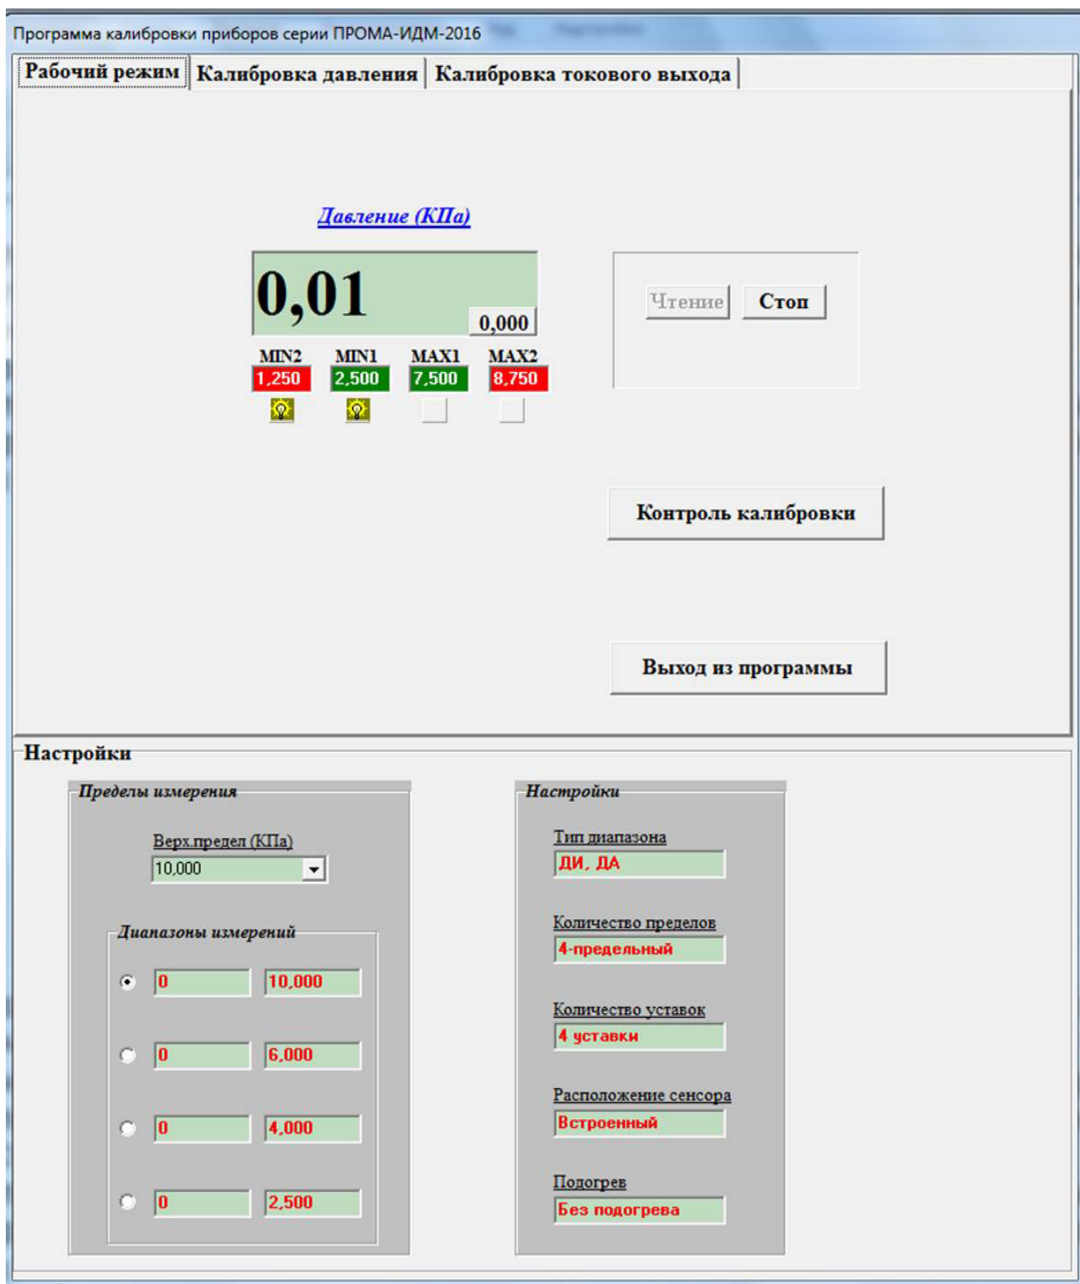 Программа калибровки приборов серии ПРОМА-ИДМ-2016
Рабочий режим Калибровка давления Калибровка токового выхода
Давление (КПа)
0,01
0,000
Чтение Стоп
MIN2 MIN1 MAX1 MAX2
1,250 2,500 7,500 8,750
Контроль калибровки
Выход из программы
Настройки
Пределы измерения
Верх.предел (КПа)
10,000
Диапазоны измерений
0 10,000
0 6,000
0 4,000
0 2,500
Настройки
Тип диапазона
ДИ, ДА
Количество пределов
4-предельный
Количество уставок
4 уставки
Расположение сенсора
Встроенный
Подогрев
Без подогрева